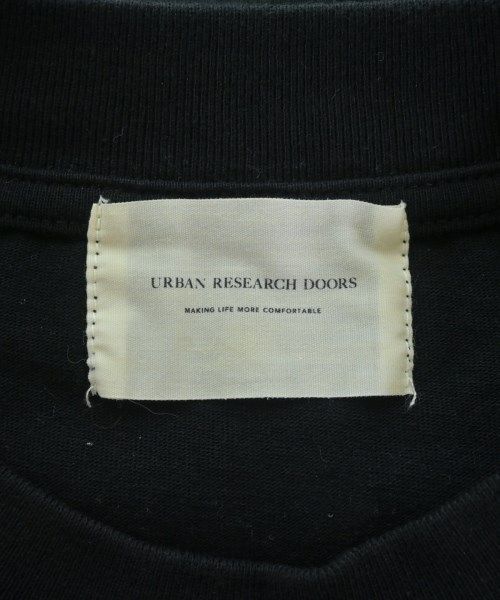 URBAN RESEARCH DOORS
MAKING LIFE MORE COMFORTABLE